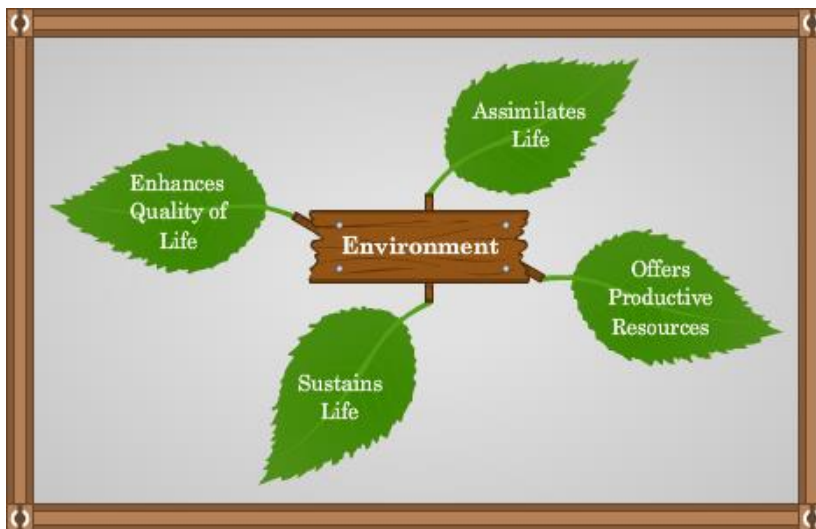 Assimilates
Life
Enhances
Quality of
Life
Environment
Offers
Productive
Resources
Sustains
Life